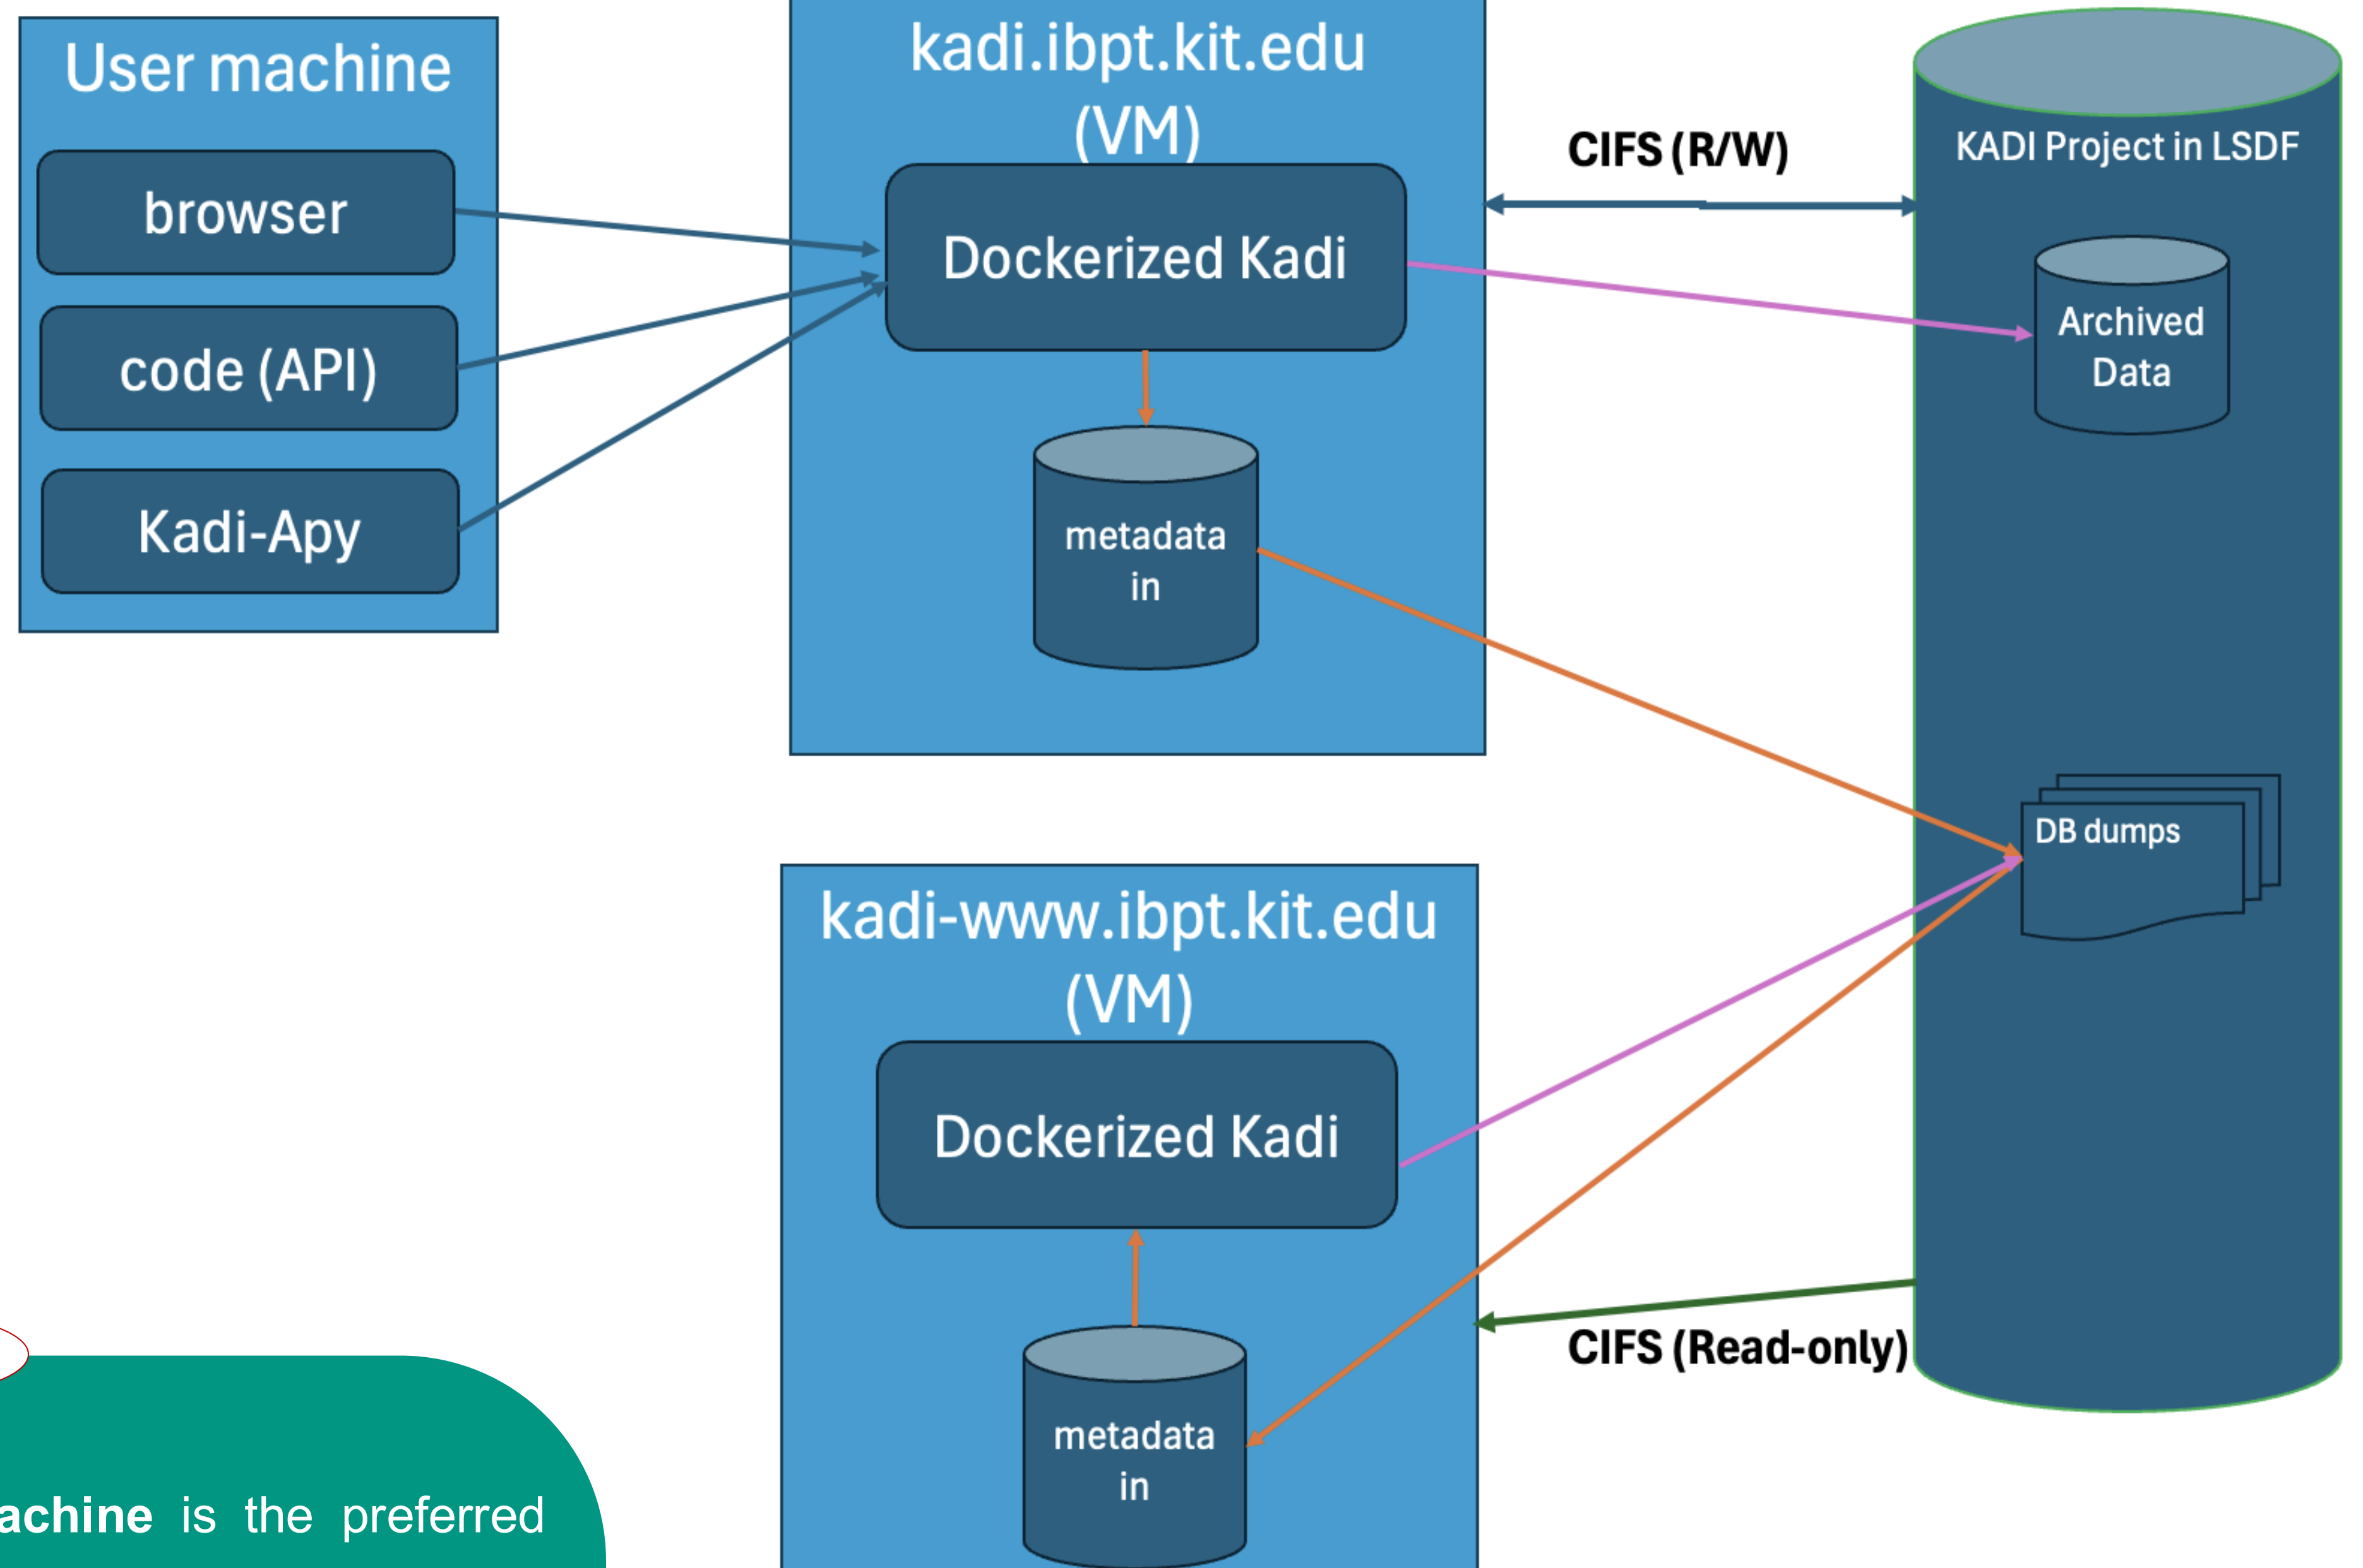 User machine
browser
code (API)
Kadi-Apy
kadi.ibpt.kit.edu
(VM)
Dockerized Kadi
metadata
in
CIFS (R/W)
KADI Project in LSDF
Archived
Data
DB dumps
kadi-www.ibpt.kit.edu
(VM)
Dockerized Kadi
metadata
in
CIFS (Read-only)
achine is the preferred